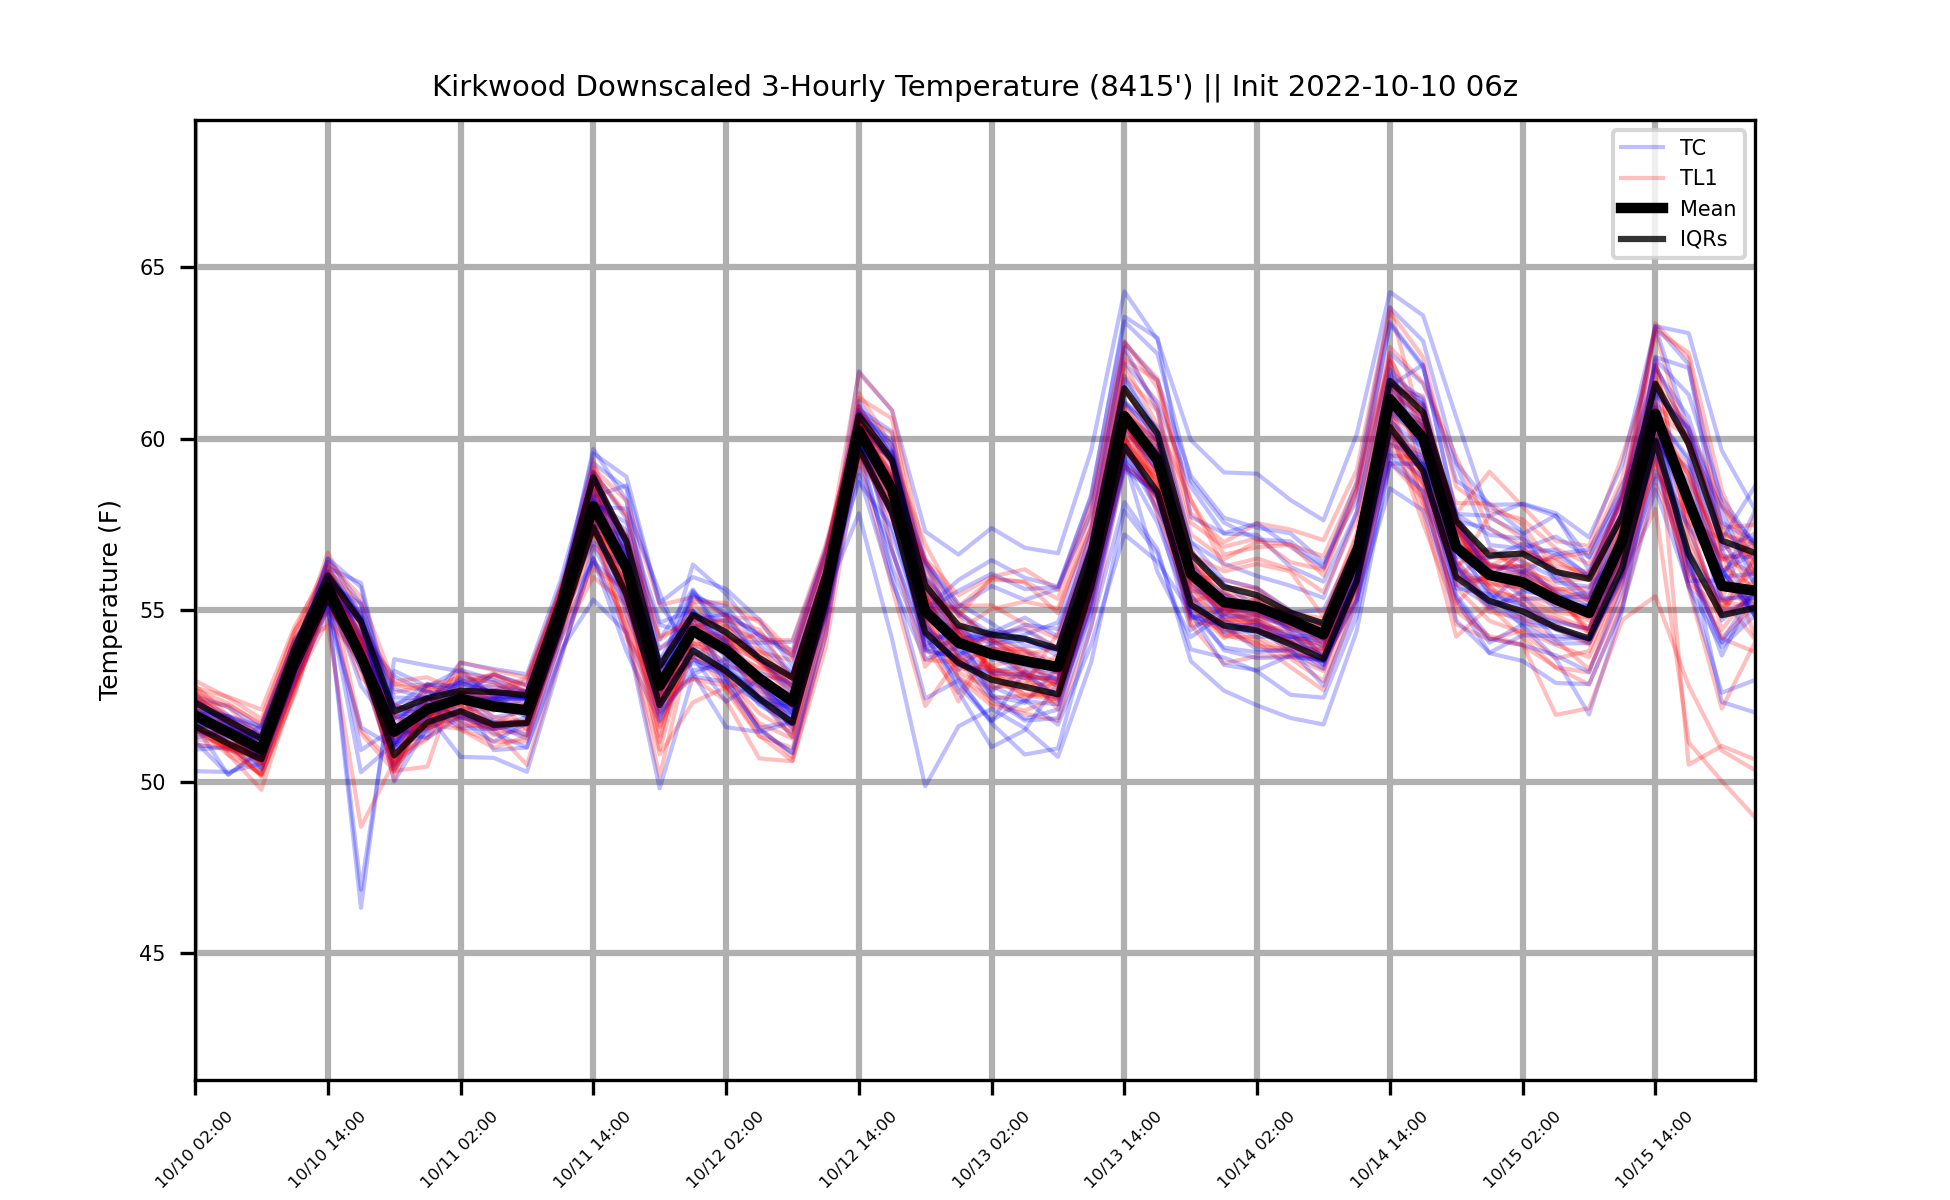 Kirkwood Downscaled 3-Hourly Temperature (8415') || Init 2022-10-10 06z
TC
TL1
Mean
IQRs
Temperature (F)
65
60
55
50
45
10/10 02:00
10/10 14:00
10/11 02:00
10/11 14:00
10/12 02:00
10/12 14:00
10/13 02:00
10/13 14:00
10/14 02:00
10/14 14:00
10/15 02:00
10/15 14:00